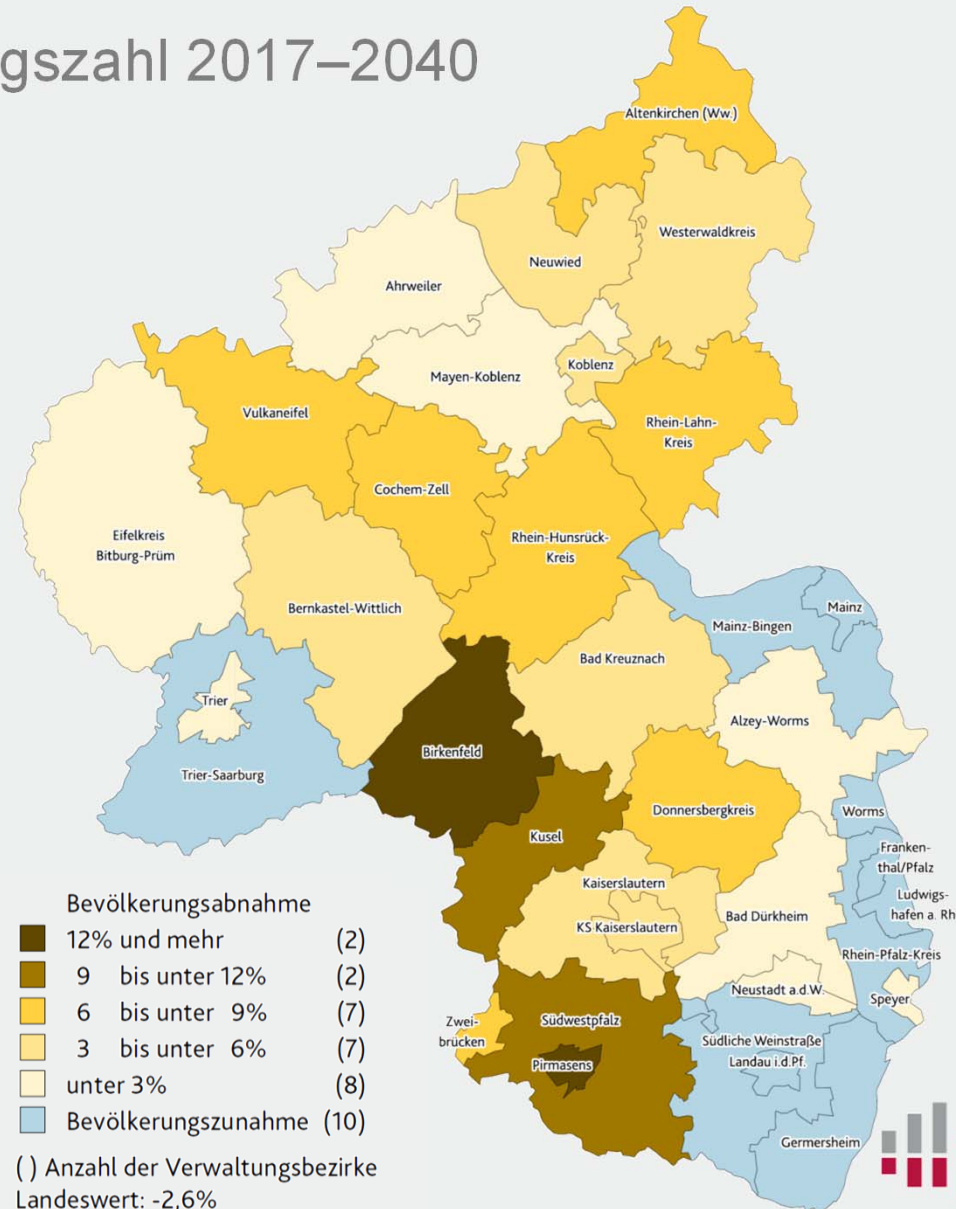 gszahl 2017–2040
Altenkirchen (Ww.)
Westerwaldkreis
Neuwied
Ahrweiler
Koblenz
Mayen-Koblenz
Vulkaneifel
Rhein-Lahn-
Kreis
Cochem-Zell
Eifelkreis
Bitburg-Prüm
Rhein-Hunsrück-
Kreis
Bernkastel-Wittlich
Mainz
Mainz-Bingen
Bad Kreuznach
Trier
Alzey-Worms
Birkenfeld
Trier-Saarburg
Donnersbergkreis
Worms
Kusel
Franken-
thal/Pfalz
Kaiserslautern
Ludwigs-
hafen a. Rh
Bad Dürkheim
KS Kaiserslautern
Rhein-Pfalz-Kreis
Neustadt a.d.W.
Speyer
Zwei-
brücken
Südwestpfalz
Südliche Weinstraße
Landau i.d.Pf.
Pirmasens
Germersheim
Bevölkerungsabnahme
12% und mehr (2)
9 bis unter 12% (2)
6 bis unter 9% (7)
3 bis unter 6% (7)
unter 3% (8)
Bevölkerungszunahme (10)
( ) Anzahl der Verwaltungsbezirke
Landeswert: -2,6%